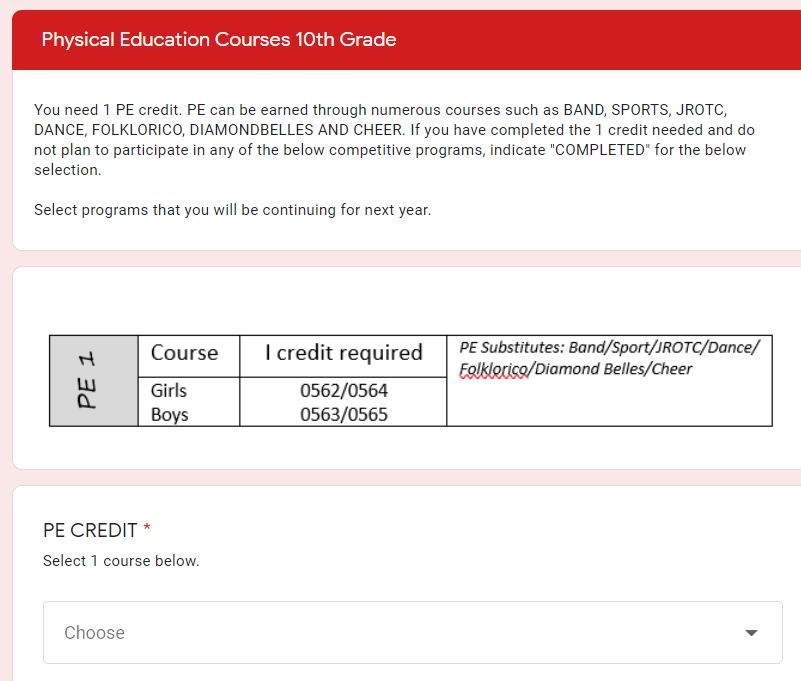 Physical Education Courses 10th Grade
You need 1 PE credit. PE can be earned through numerous courses such as BAND, SPORTS, JROTC,
DANCE, FOLKLORICO, DIAMONDBELLES AND CHEER. If you have completed the 1 credit needed and do
not plan to participate in any of the below competitive programs, indicate "COMPLETED" for the below
selection.
Select programs that you will be continuing for next year.
PE 1
Course
I credit required
PE Substitutes: Band/Sport/JROTC/Dance/
Folklorico/Diamond Belles/Cheer
Girls
0562/0564
Boys
0563/0565
PE CREDIT *
Select 1 course below.
Choose